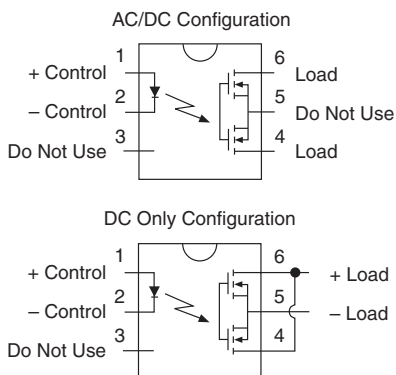 AC/DC Configuration
1
6
+ Control
Load
2
5
– Control
Do Not Use
3
4
Do Not Use
Load
DC Only Configuration
1
6
+ Control
+ Load
2
5
– Control
– Load
3
4
Do Not Use